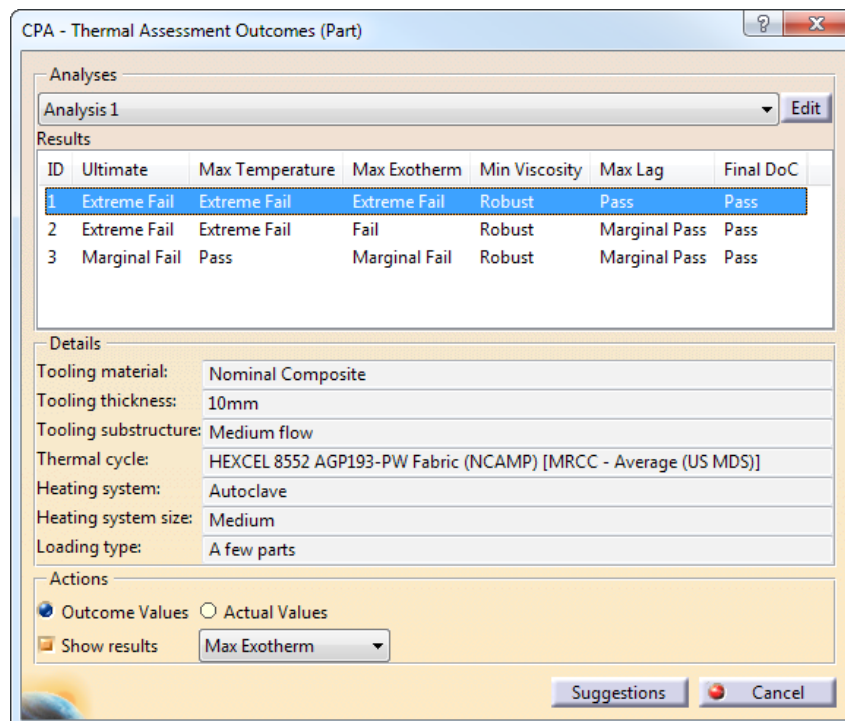 CPA - Thermal Assessment Outcomes (Part)
Analyses
Analysis 1 Edit
Results
ID Ultimate Max Temperature Max Exotherm Min Viscosity Max Lag Final DoC
1 Extreme Fail Extreme Fail Extreme Fail Robust Pass Pass
2 Extreme Fail Extreme Fail Fail Robust Marginal Pass Pass
3 Marginal Fail Pass Marginal Fail Robust Marginal Pass Pass
Details
Tooling material: Nominal Composite
Tooling thickness: 10mm
Tooling substructure: Medium flow
Thermal cycle: HEXCEL 8552 AGP193-PW Fabric (NCAMP) [MRCC - Average (US MDS)]
Heating system: Autoclave
Heating system size: Medium
Loading type: A few parts
Actions
Outcome Values Actual Values
Show results Max Exotherm
Suggestions Cancel